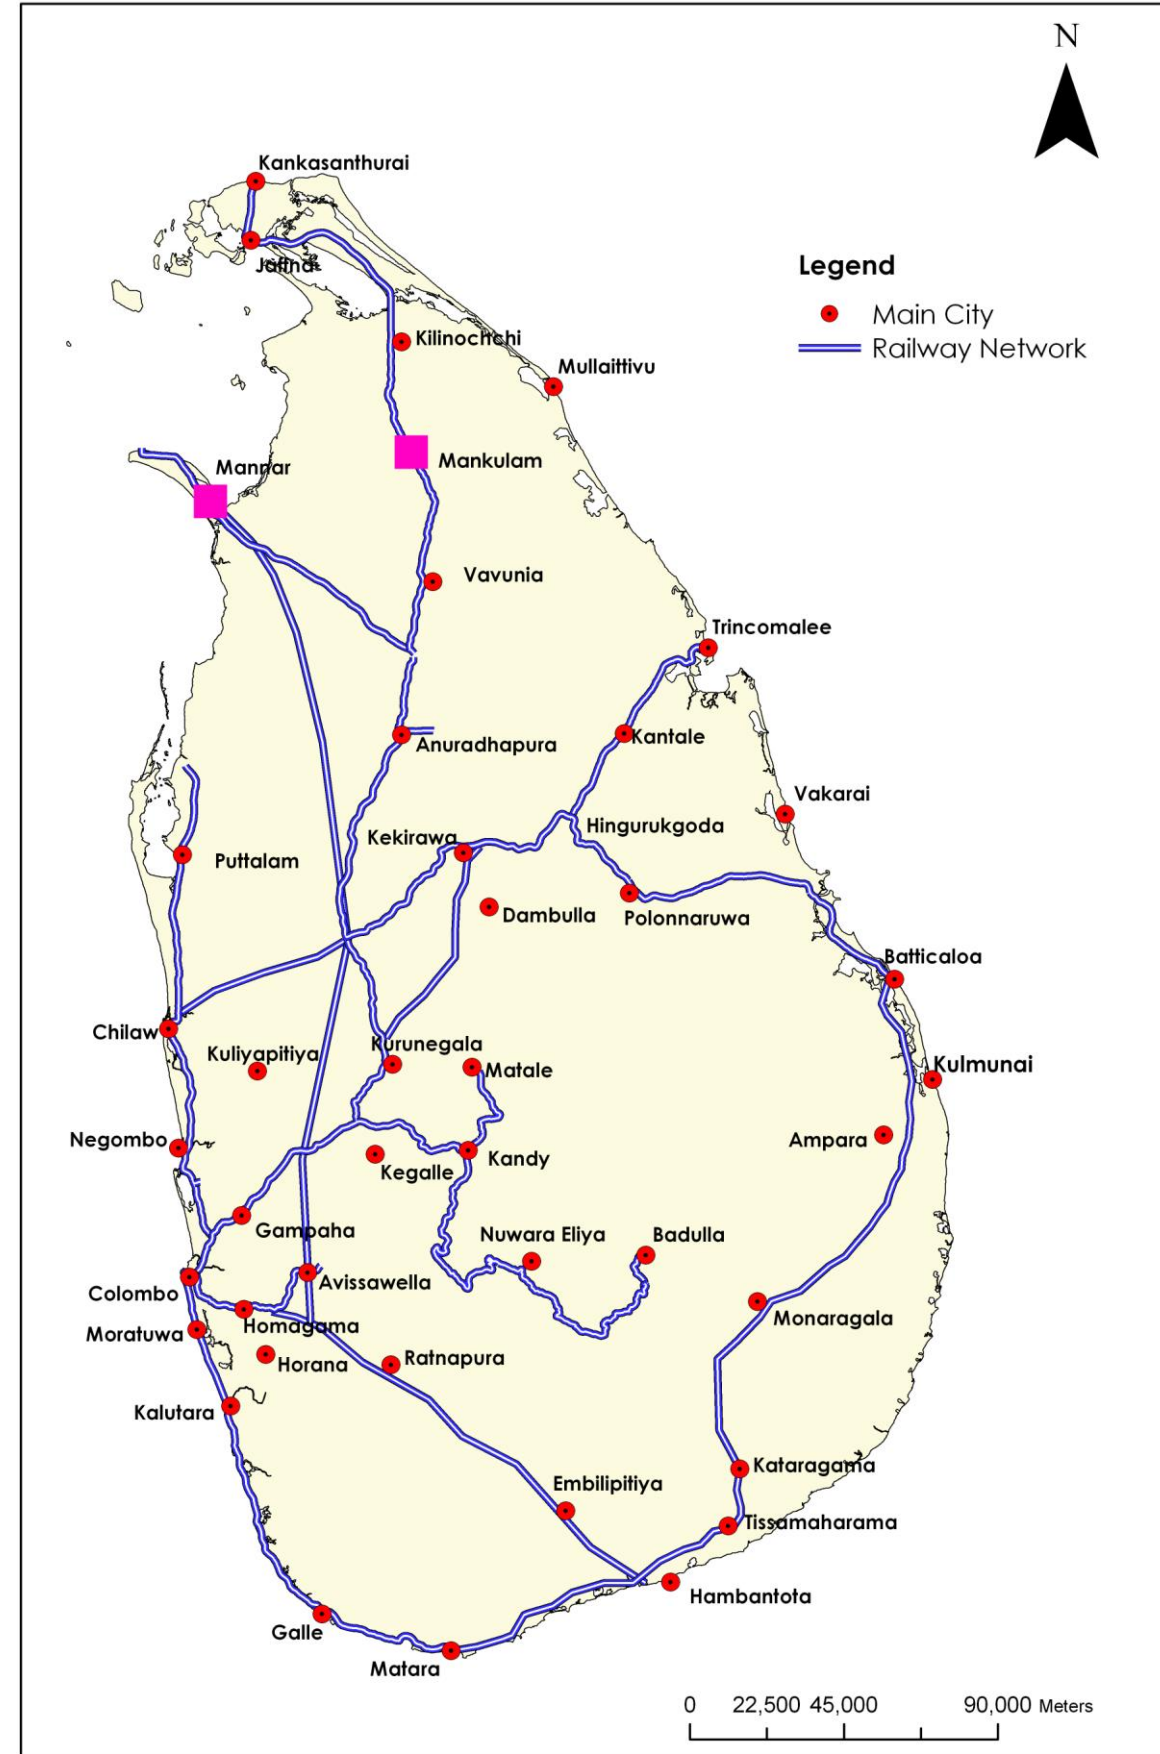 N
Kankasanthurai
Jaffna
Legend
Main City
Railway Network
Kilinochchi
Mullaittivu
Mankulam
Mannar
Vavunia
Trincomalee
Kantale
Anuradhapura
Vakarai
Hingurukgoda
Kekirawa
Puttalam
Dambulla
Polonnaruwa
Batticaloa
Chilaw
Kurunegala
Kuliyapitiya
Matale
Kulmunai
Negombo
Ampara
Kandy
Kegalle
Gampaha
Nuwara Eliya
Badulla
Avissawella
Colombo
Monaragala
Homagama
Moratuwa
Horana
Ratnapura
Kalutara
Kataragama
Embilipitiya
Tissamaharama
Hambantota
Galle
Matara
0 22,500 45,000 90,000 Meters